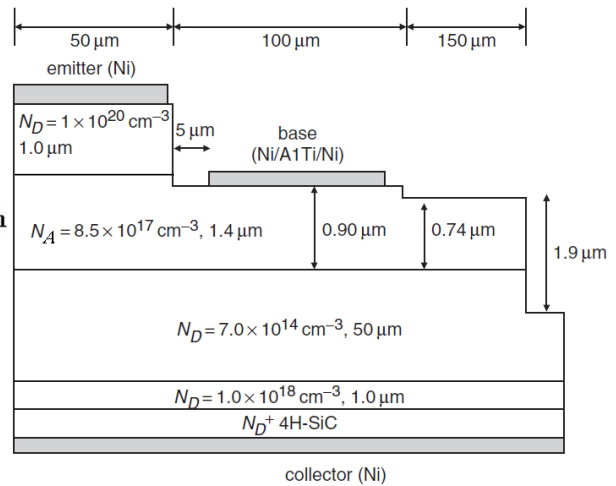 50 μm 100 μm 150 μm
emitter (Ni)
N_D = 1 × 10^20 cm^–3
1.0 μm
5 μm
base
(Ni/A1Ti/Ni)
n
N_A = 8.5 × 10^17 cm^–3, 1.4 μm
0.90 μm
0.74 μm
1.9 μm
N_D = 7.0 × 10^14 cm^–3, 50 μm
N_D = 1.0 × 10^18 cm^–3, 1.0 μm
N_D^+ 4H-SiC
collector (Ni)